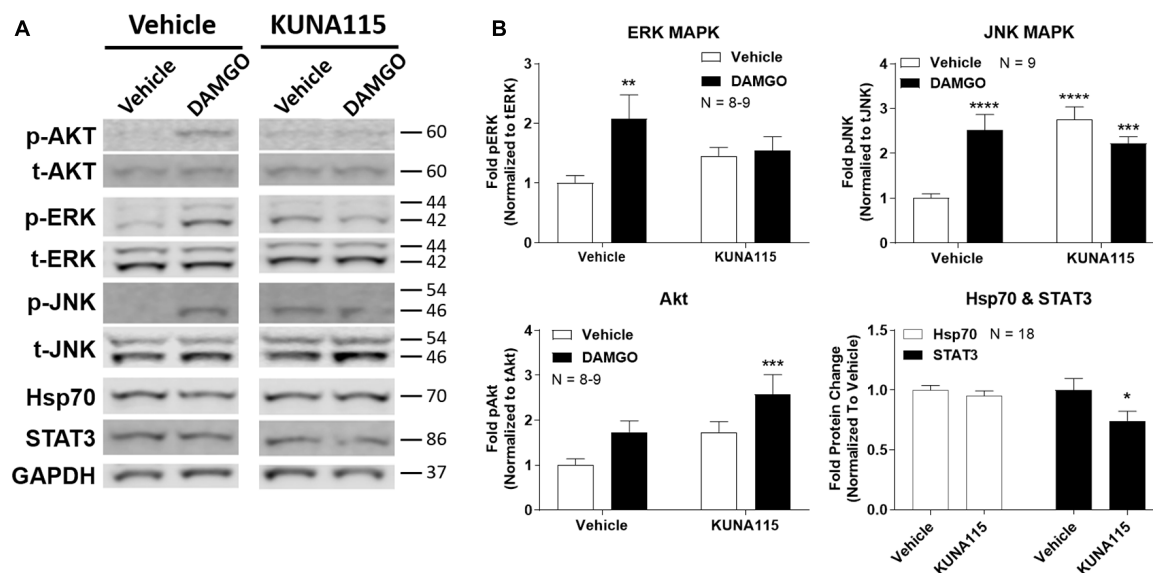 A
Vehicle KUNA115
Vehicle DAMGO Vehicle DAMGO
p-AKT 60
t-AKT 60
p-ERK 44
42
t-ERK 44
42
p-JNK 54
46
t-JNK 54
46
Hsp70 70
STAT3 86
GAPDH 37
B
ERK MAPK
Fold pERK
(Normalized to tERK)
3
2
1
0
**
Vehicle
DAMGO
N = 8-9
Vehicle KUNA115
JNK MAPK
Fold pJNK
(Normaliied to tJNK)
4
3
2
1
0
Vehicle N = 9
DAMGO
**** **** ***
Vehicle KUNA115
Akt
Fold pAkt
(Normalized to tAkt)
4
3
2
1
0
Vehicle
DAMGO
N = 8-9
***
Vehicle KUNA115
Hsp70 & STAT3
Fold Protein Change
(Normalized To Vehicle)
1.5
1.0
0.5
0.0
Hsp70 N = 18
STAT3
*
Vehicle KUNA115 Vehicle KUNA115